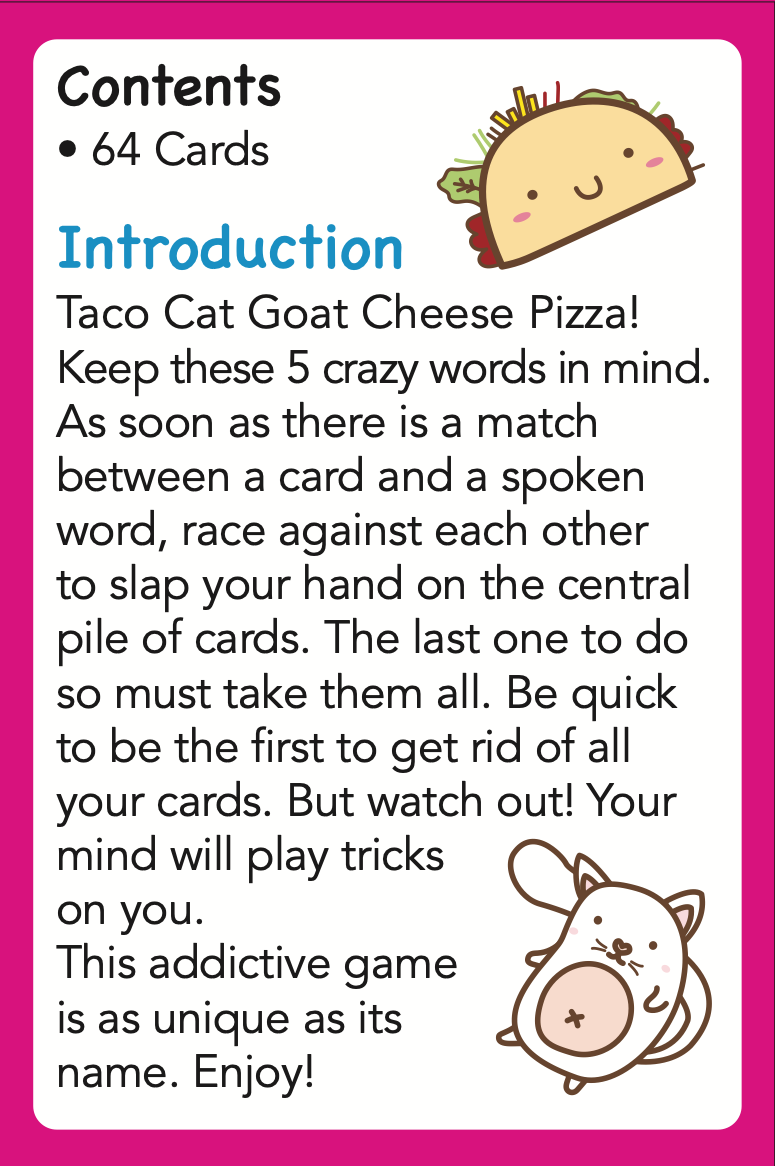 Contents
• 64 Cards
Introduction
Taco Cat Goat Cheese Pizza!
Keep these 5 crazy words in mind.
As soon as there is a match
between a card and a spoken
word, race against each other
to slap your hand on the central
pile of cards. The last one to do
so must take them all. Be quick
to be the first to get rid of all
your cards. But watch out! Your
mind will play tricks
on you.
This addictive game
is as unique as its
name. Enjoy!